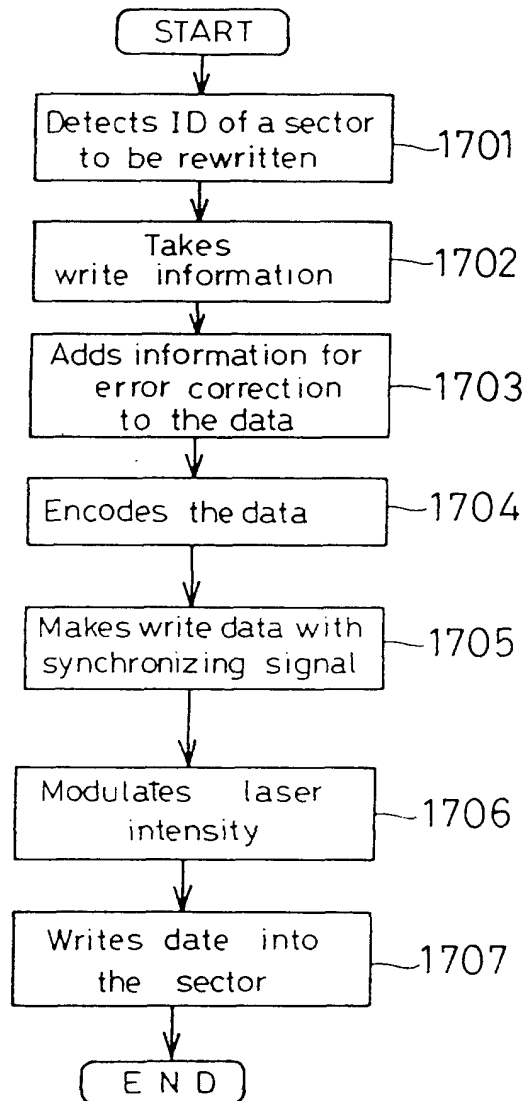 START
Detects ID of a sector
to be rewritten
1701
Takes
write information
1702
Adds information for
error correction
to the data
1703
Encodes the data
1704
Makes write data with
synchronizing signal
1705
Modulates laser
intensity
1706
Writes date into
the sector
1707
END